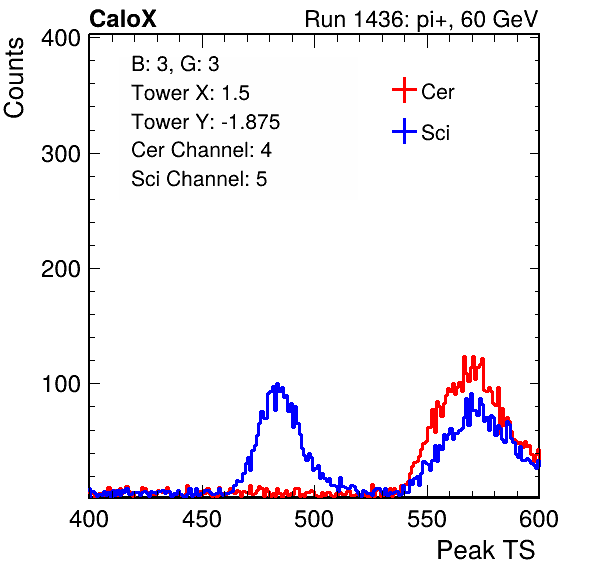 CaloX Run 1436: pi+, 60 GeV
Counts
400
300
200
100
B: 3, G: 3
Tower X: 1.5
Tower Y: -1.875
Cer Channel: 4
Sci Channel: 5
Cer
Sci
400 450 500 550 600
Peak TS